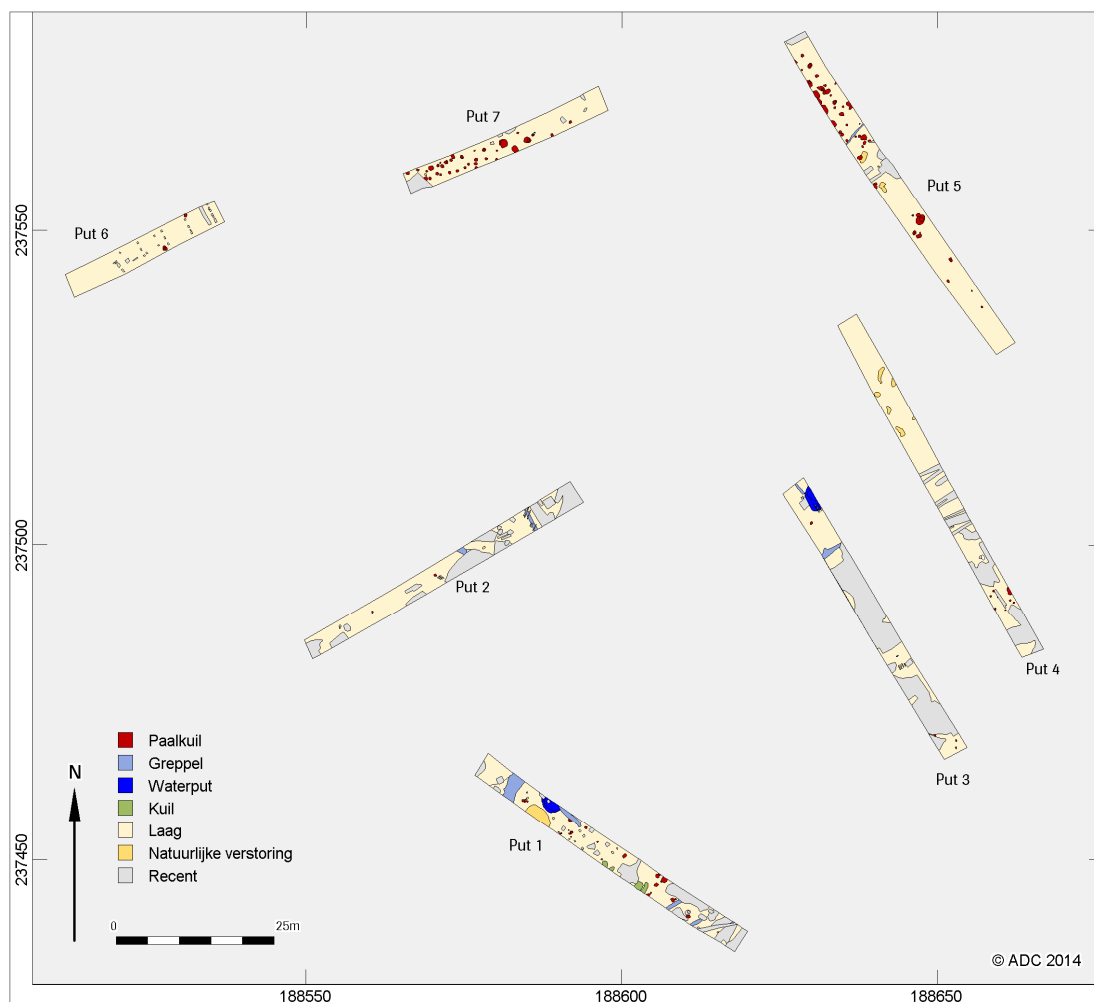 Put 7
Put 5
Put 6
237550
237500
Put 2
Put 4
Put 3
Put 1
237450
Paalkuil
Greppel
Waterput
Kuil
Laag
Natuurlijke verstoring
Recent
N
0 25m
© ADC 2014
188550 188600 188650